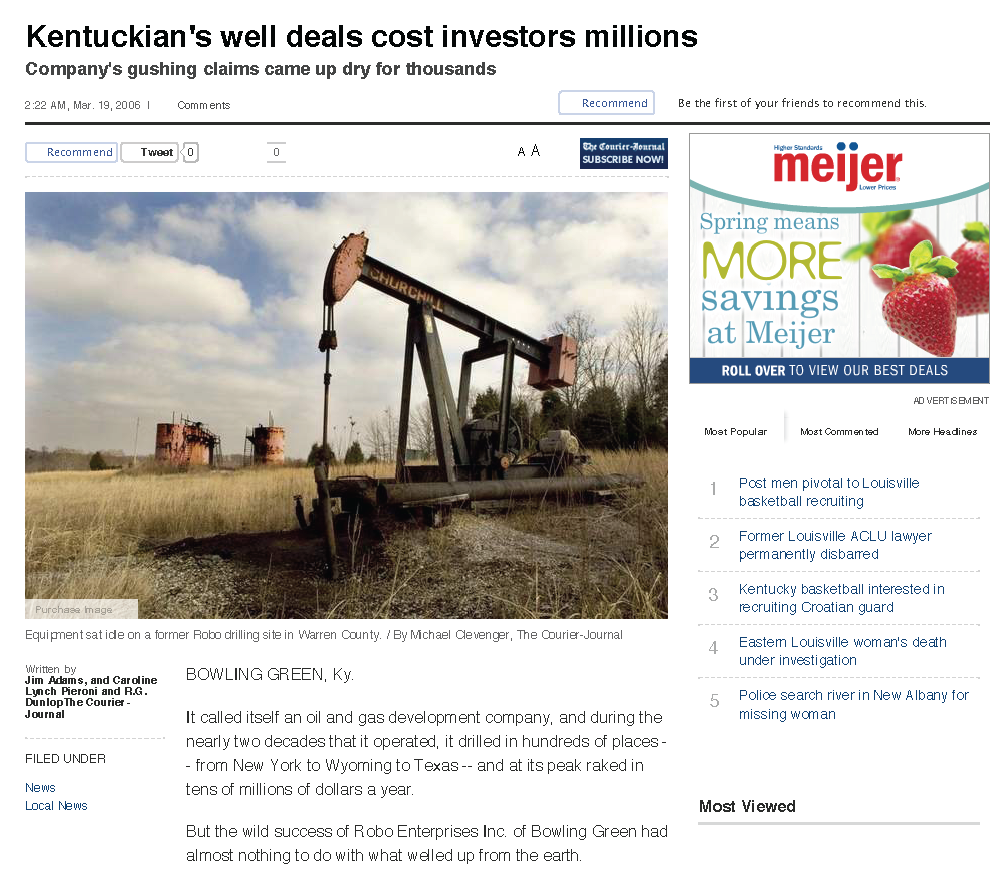 Kentuckian's well deals cost investors millions
Company's gushing claims came up dry for thousands
2:22 AM, Mar. 19, 2006 I Comments
Recommend Be the first of your friends to recommend this.
Recommend Tweet 0 0 A A
The Courier-Journal
SUBSCRIBE NOW!
Higher Standards
meijer
Lower Prices
Spring means
MORE
savings
at Meijer
ROLL OVER TO VIEW OUR BEST DEALS
ADVERTISEMENT
CHURCHILL
Purchase Image
Equipment sat idle on a former Robo drilling site in Warren County. / By Michael Clevenger, The Courier-Journal
Most Popular Most Commented More Headlines
1 Post men pivotal to Louisville
basketball recruiting
2 Former Louisville ACLU lawyer
permanently disbarred
3 Kentucky basketball interested in
recruiting Croatian guard
4 Eastern Louisville woman's death
under investigation
5 Police search river in New Albany for
missing woman
Most Viewed
Written by
Jim Adams, and Caroline
Lynch Pieroni and R.G.
DunlopThe Courier-
Journal
FILED UNDER
News
Local News
BOWLING GREEN, Ky.
It called itself an oil and gas development company, and during the
nearly two decades that it operated, it drilled in hundreds of places -
- from New York to Wyoming to Texas -- and at its peak raked in
tens of millions of dollars a year.
But the wild success of Robo Enterprises Inc. of Bowling Green had
almost nothing to do with what welled up from the earth.